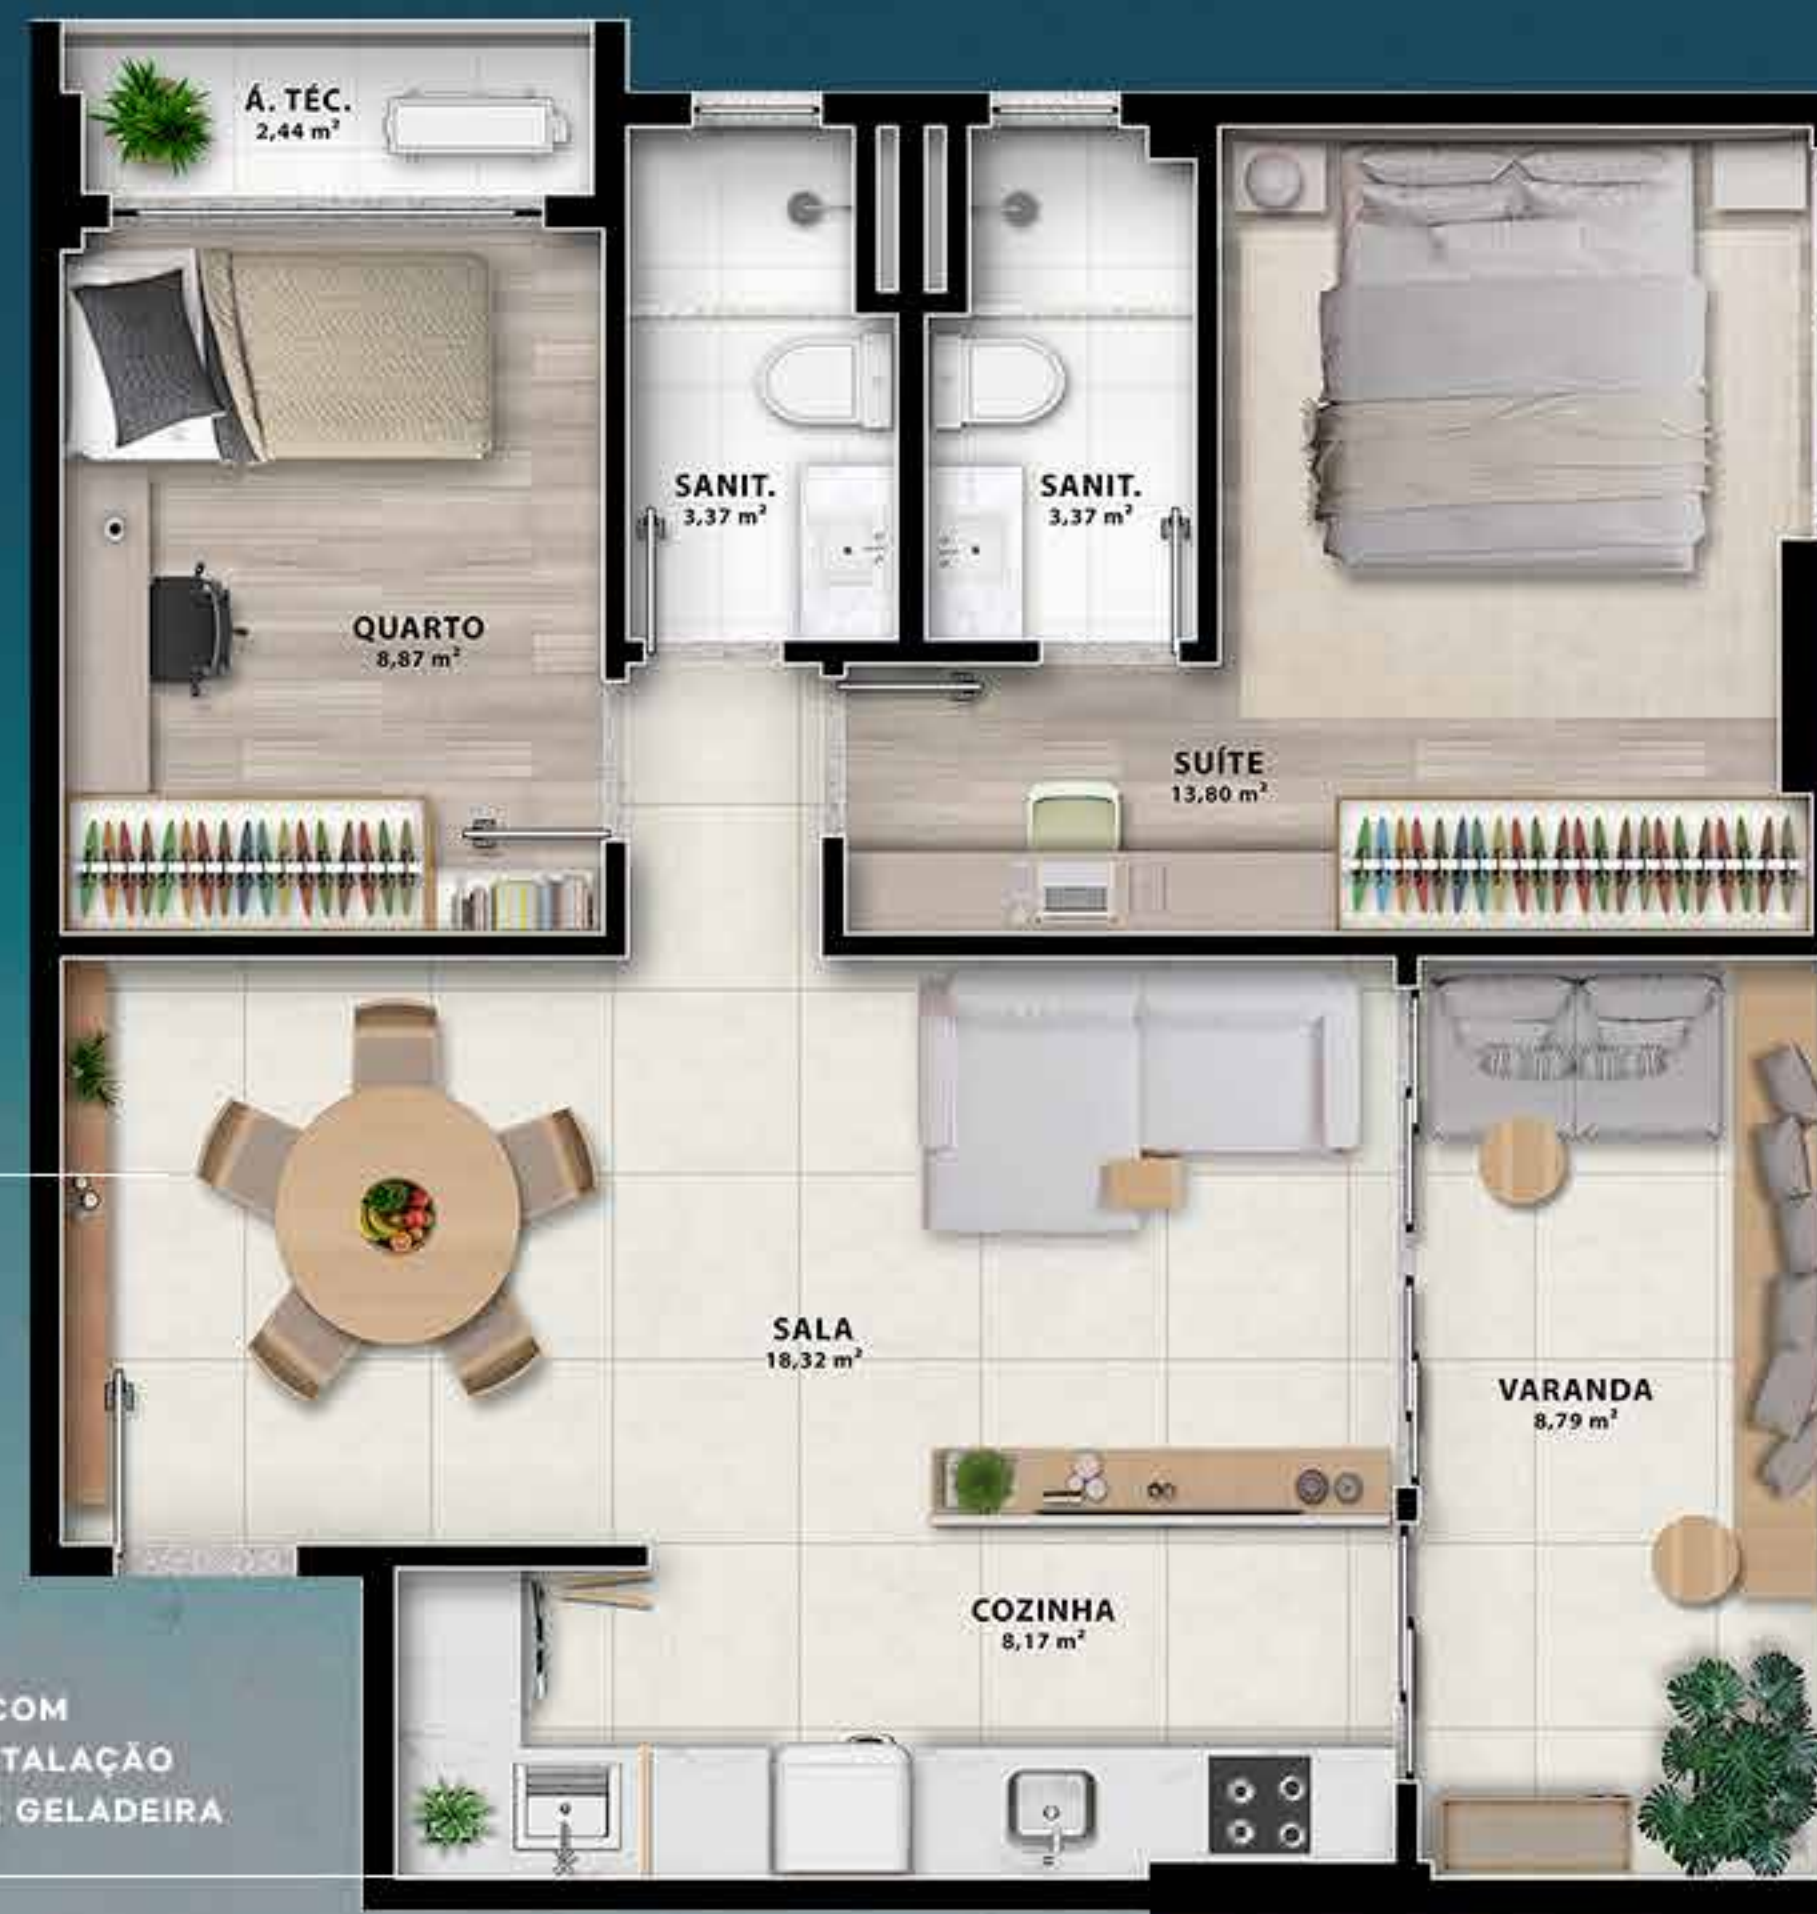 Á. TÉC.
2,44 m²
SANIT.
3,37 m²
SANIT.
3,37 m²
QUARTO
8,87 m²
SUÍTE
13,80 m²
SALA
18,32 m²
VARANDA
8,79 m²
COZINHA
8,17 m²
COM
GELADEIRA